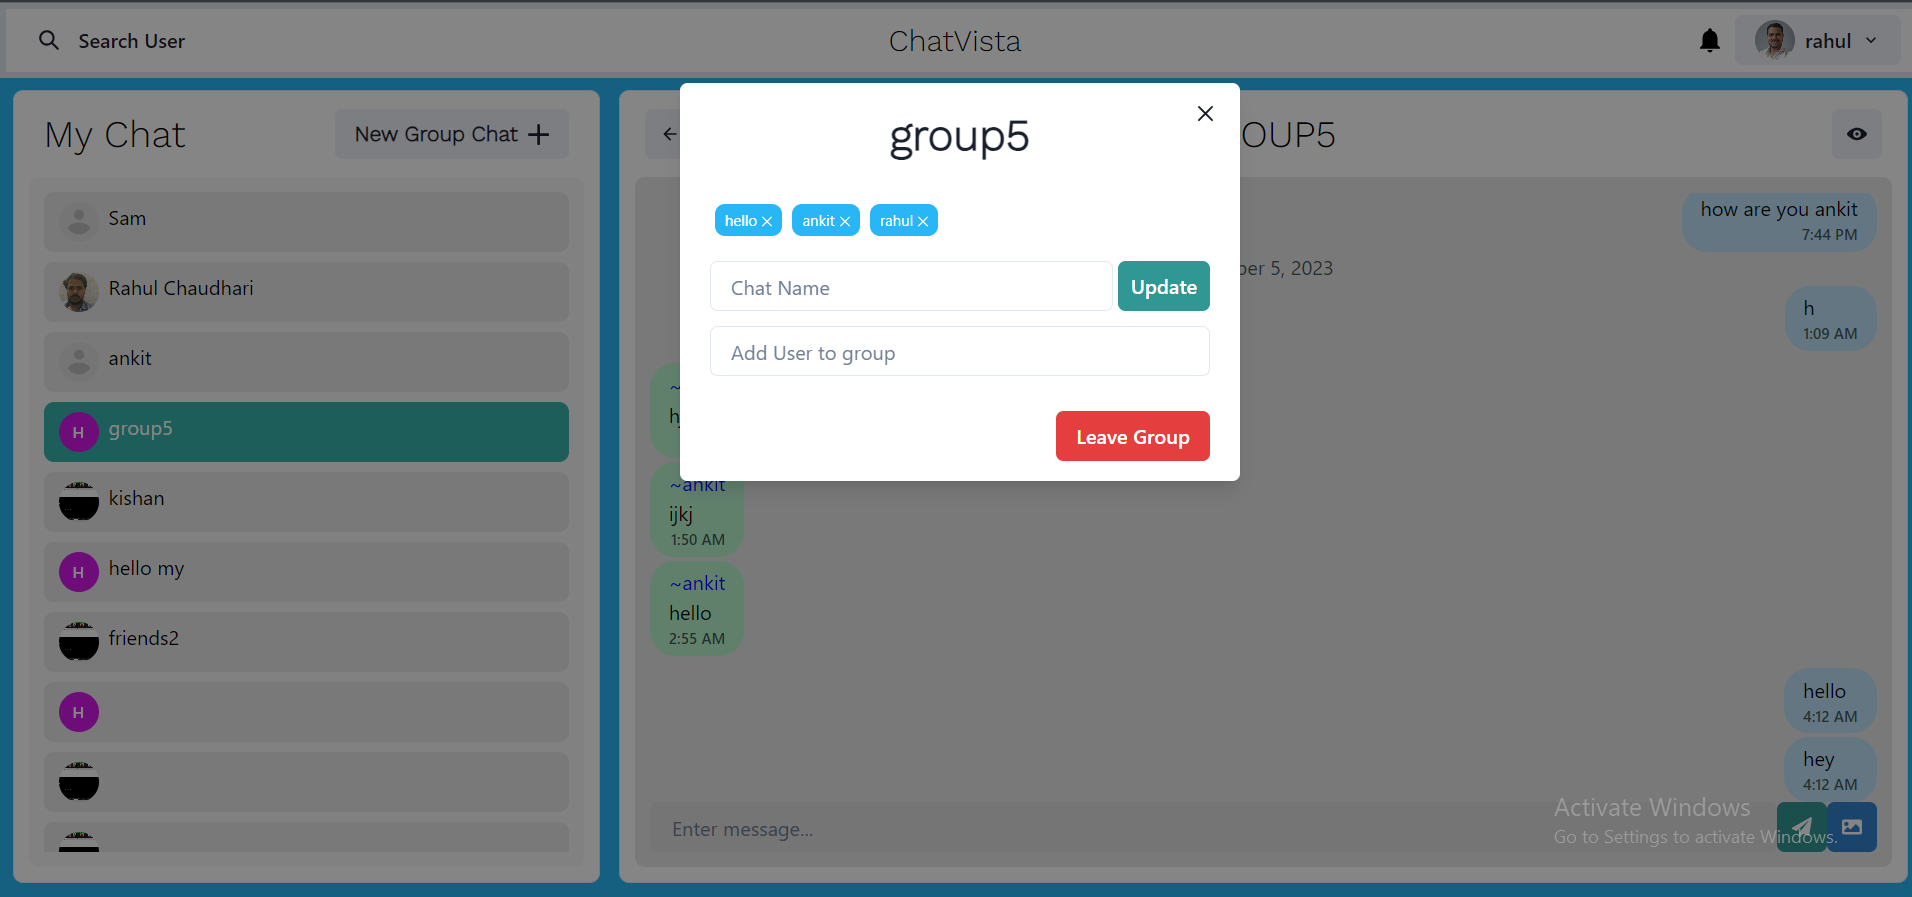 Search User
ChatVista
rahul
My Chat
New Group Chat
Sam
Rahul Chaudhari
ankit
H group5
kishan
H hello my
friends2
H
group5
OUP5
hello
ankit
rahul
Chat Name
Update
Add User to group
Leave Group
how are you ankit
7:44 PM
5, 2023
h
1:09 AM
~ankit
ijkj
1:50 AM
~ankit
hello
2:55 AM
hello
4:12 AM
hey
4:12 AM
Enter message...
Activate Windows
Go to Settings to activate Windows.